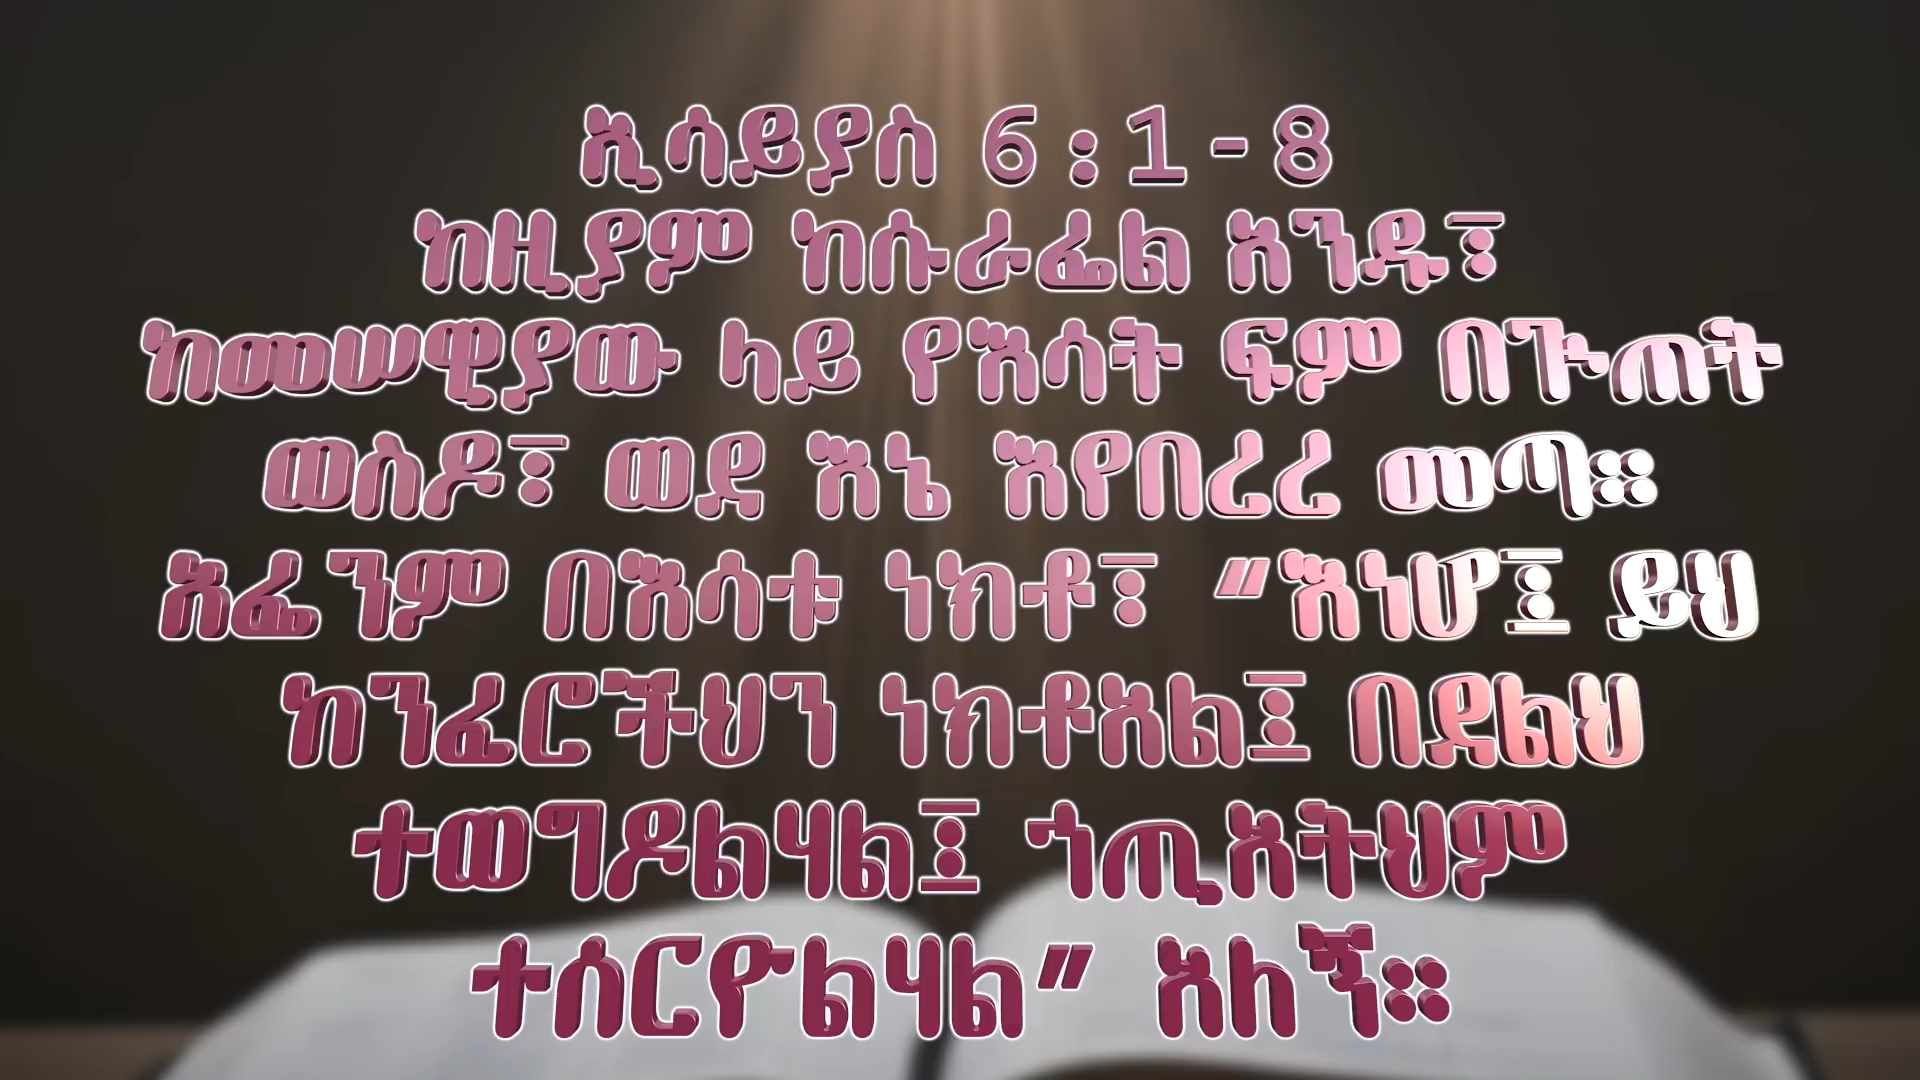 ኢሳይያስ 6:1-8
ከዚያም ከሱራፌል አንዱ፣
ከመሠዊያው ላይ የእሳት ፍም በጕጠት
ወስዶ፣ ወደ እኔ እየበረረ መጣ።
አፌንም በእሳቱ ነክቶ፣ “እነሆ፤ ይህ
ከንፈሮችህን ነክቶአል፤ በደልህ
ተወግዶልሃል፤ ኀጢአትህም
ተሰርዮልሃል” አለኝ።